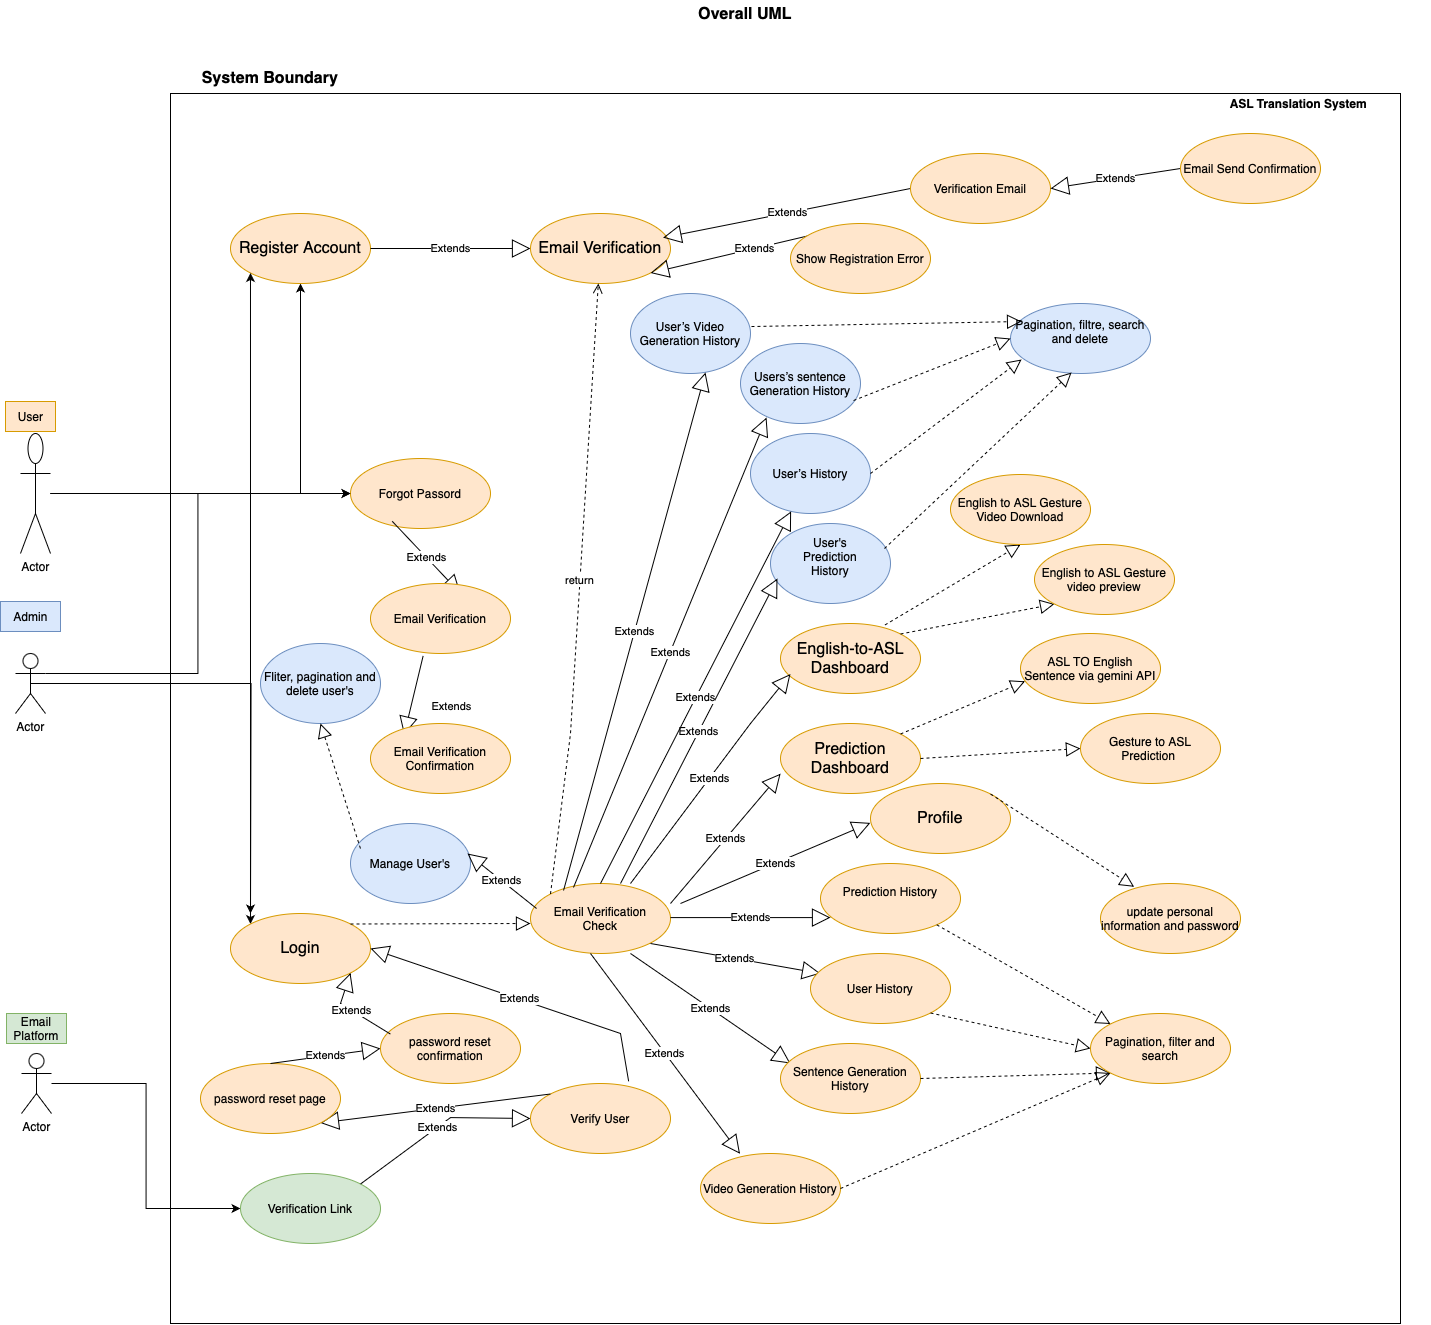 Overall UML
System Boundary
ASL Translation System
Email Send Confirmation
Extends
Verification Email
Extends
Register Account
Extends
Email Verification
Extends
Show Registration Error
User's Video
Generation History
Pagination, filtre, search
and delete
Users's sentence
Generation History
User
User's History
Forgot Passord
English to ASL Gesture
Video Download
Extends
User's
Prediction
History
Actor
return
English to ASL Gesture
video preview
Admin
Email Verification
Extends
Extends
English-to-ASL
Dashboard
ASL TO English
Sentence via gemini API
Fliter, pagination and
delete user's
Extends
Extends
Actor
Extends
Email Verification
Confirmation
Prediction
Dashboard
Gesture to ASL
Prediction
Extends
Profile
Extends
Manage User's
Extends
Extends
Prediction History
Email Verification
Check
Extends
update personal
information and password
Login
Extends
User History
Extends
Extends
Extends
Email
Platform
password reset
confirmation
Extends
Extends
Pagination, filter and
search
Sentence Generation
History
password reset page
Extends
Verify User
Actor
Extends
Video Generation History
Verification Link